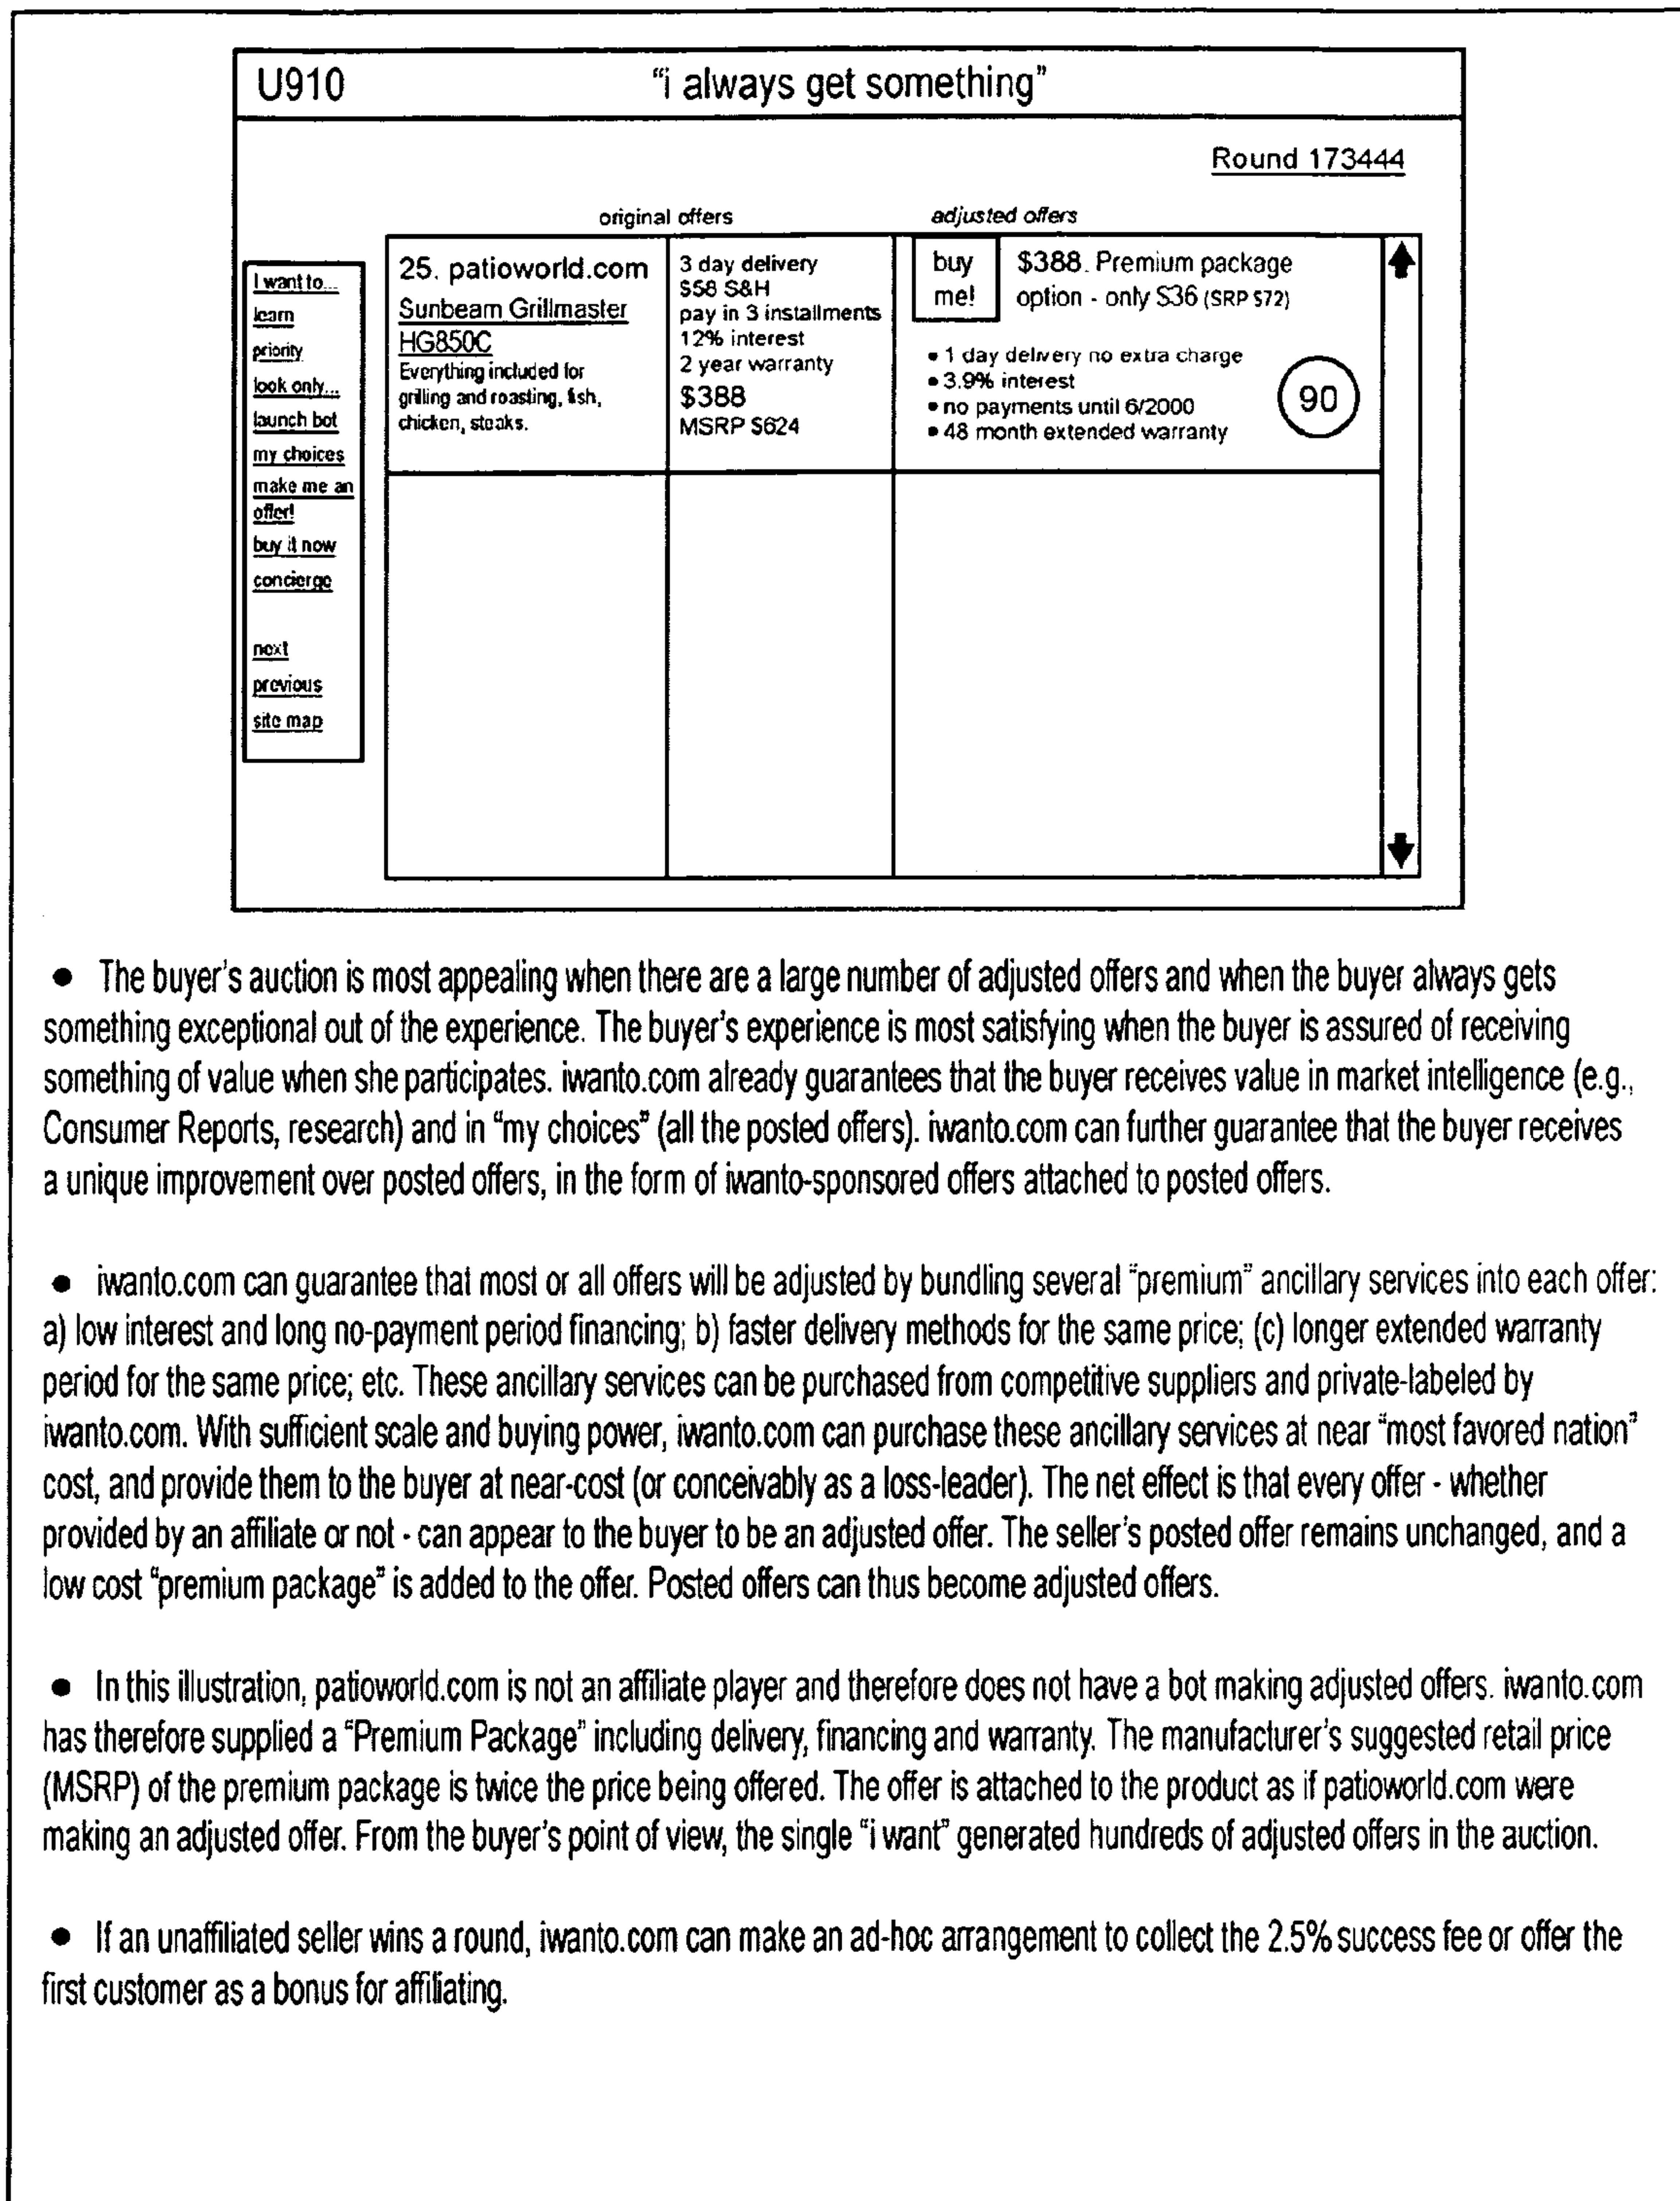 U910
“i always get something”
Round 173444
original offers
adjusted offers
I want to...
learn
priority
look only...
launch bot
my choices
make me an
offer!
buy it now
concierge
next
previous
site map
25. patioworld.com
Sunbeam Grillmaster
HG850C
Everything included for
grilling and roasting, fish,
chicken, steaks.
3 day delivery
$58 S&H
pay in 3 installments
12% interest
2 year warranty
$388
MSRP $624
buy
me!
$388. Premium package
option - only $36 (SRP $72)
• 1 day delivery no extra charge
• 3.9% interest
• no payments until 6/2000
• 48 month extended warranty
90
• The buyer’s auction is most appealing when there are a large number of adjusted offers and when the buyer always gets
something exceptional out of the experience. The buyer’s experience is most satisfying when the buyer is assured of receiving
something of value when she participates. iwanto.com already guarantees that the buyer receives value in market intelligence (e.g.,
Consumer Reports, research) and in “my choices” (all the posted offers). iwanto.com can further guarantee that the buyer receives
a unique improvement over posted offers, in the form of iwanto-sponsored offers attached to posted offers.
• iwanto.com can guarantee that most or all offers will be adjusted by bundling several “premium” ancillary services into each offer:
a) low interest and long no-payment period financing; b) faster delivery methods for the same price; (c) longer extended warranty
period for the same price; etc. These ancillary services can be purchased from competitive suppliers and private-labeled by
iwanto.com. With sufficient scale and buying power, iwanto.com can purchase these ancillary services at near “most favored nation”
cost, and provide them to the buyer at near-cost (or conceivably as a loss-leader). The net effect is that every offer - whether
provided by an affiliate or not - can appear to the buyer to be an adjusted offer. The seller’s posted offer remains unchanged, and a
low cost “premium package” is added to the offer. Posted offers can thus become adjusted offers.
• In this illustration, patioworld.com is not an affiliate player and therefore does not have a bot making adjusted offers. iwanto.com
has therefore supplied a “Premium Package” including delivery, financing and warranty. The manufacturer’s suggested retail price
(MSRP) of the premium package is twice the price being offered. The offer is attached to the product as if patioworld.com were
making an adjusted offer. From the buyer’s point of view, the single “i want” generated hundreds of adjusted offers in the auction.
• If an unaffiliated seller wins a round, iwanto.com can make an ad-hoc arrangement to collect the 2.5% success fee or offer the
first customer as a bonus for affiliating.